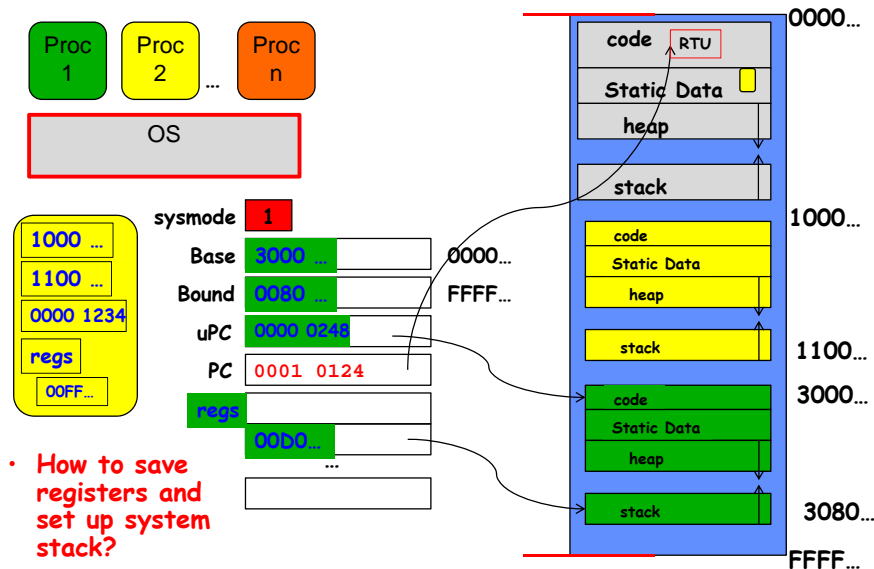 Proc
1
Proc
2
...
Proc
n
OS
1000 ...
1100 ...
0000 1234
regs
00FF...
sysmode 1
Base 3000 ... 0000...
Bound 0080 ... FFFF...
uPC 0000 0248
PC 0001 0124
regs
00D0...
...
• How to save
registers and
set up system
stack?
0000...
code RTU
Static Data
heap
stack
1000...
code
Static Data
heap
stack
1100...
3000...
code
Static Data
heap
stack
3080...
FFFF...